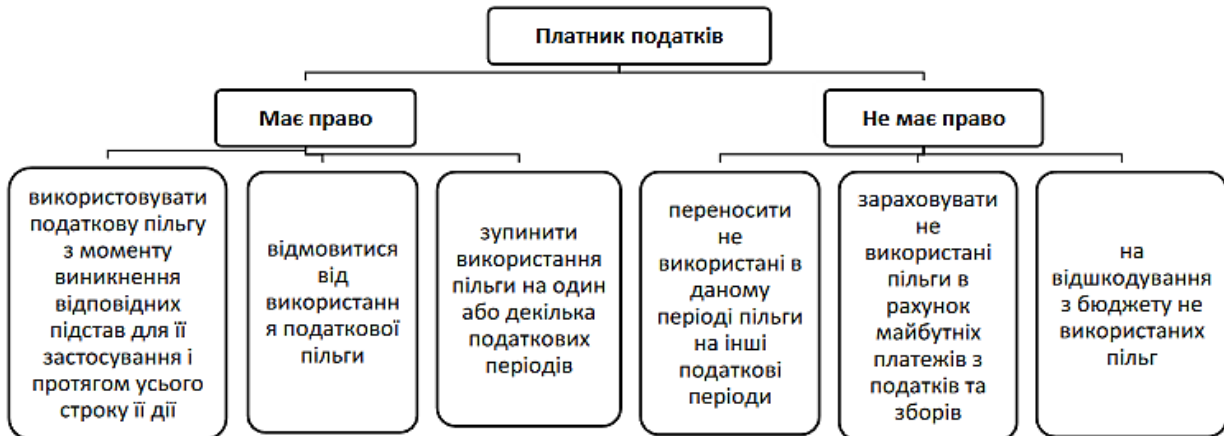 Платник податків
Має право
Не має право
використовувати
податкову пільгу
з моменту
виникнення
відповідних
підстав для її
застосування і
протягом усього
строку її дії
відмовитися
від
використанн
я податкової
пільги
зупинити
використання
пільги на один
або декілька
податкових
періодів
переносити
не
використані в
даному
періоді пільги
на інші
податкові
періоди
зараховувати
не
використані
пільги в
рахунок
майбутніх
платежів з
податків та
зборів
на
відшкодування
з бюджету не
використаних
пільг